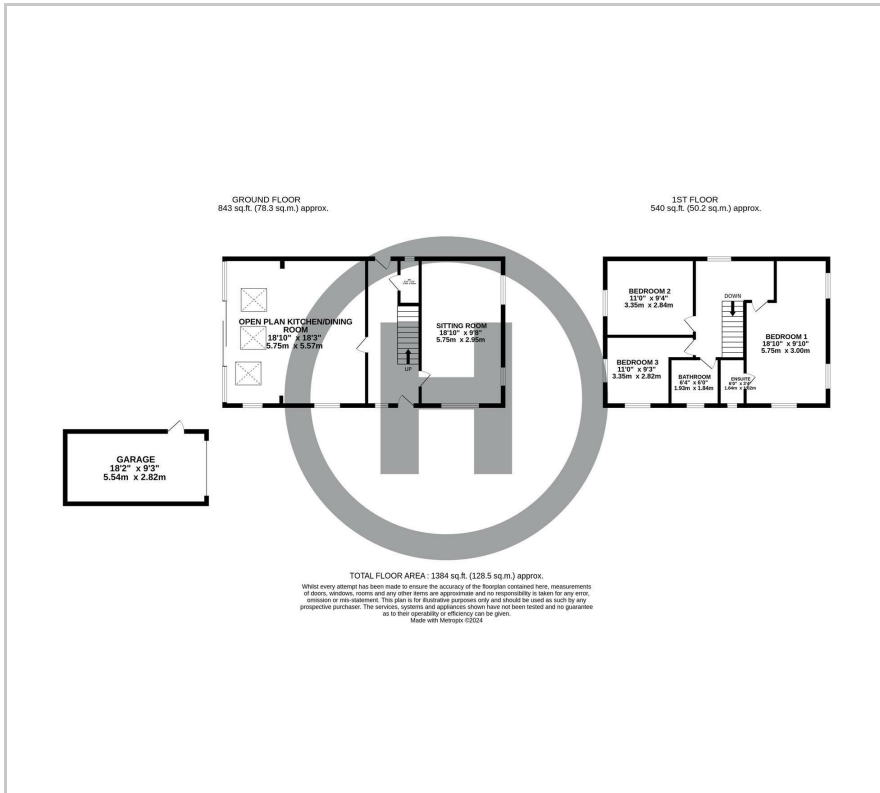 GROUND FLOOR
843 sq.ft. (78.3 sq.m.) approx.
OPEN PLAN KITCHEN/DINING
ROOM
18'10" x 18'3"
5.75m x 5.57m
UP
SITTING ROOM
18'10" x 9'8"
5.75m x 2.95m
GARAGE
18'2" x 9'3"
5.54m x 2.82m
1ST FLOOR
540 sq.ft. (50.2 sq.m.) approx.
BEDROOM 2
11'0" x 9'4"
3.35m x 2.84m
DOWN
BEDROOM 1
18'10" x 9'10"
5.75m x 3.00m
BEDROOM 3
11'0" x 9'3"
3.35m x 2.82m
BATHROOM
6'4" x 6'0"
1.93m x 1.84m
ENSUITE
H
TOTAL FLOOR AREA : 1384 sq.ft. (128.5 sq.m.) approx.
Whilst every attempt has been made to ensure the accuracy of the floorplan contained here, measurements
of doors, windows, rooms and any other items are approximate and no responsibility is taken for any error,
omission or mis-statement. This plan is for illustrative purposes only and should be used as such by any
prospective purchaser. The services, systems and appliances shown have not been tested and no guarantee
as to their operability or efficiency can be given.
Made with Metropix ©2024